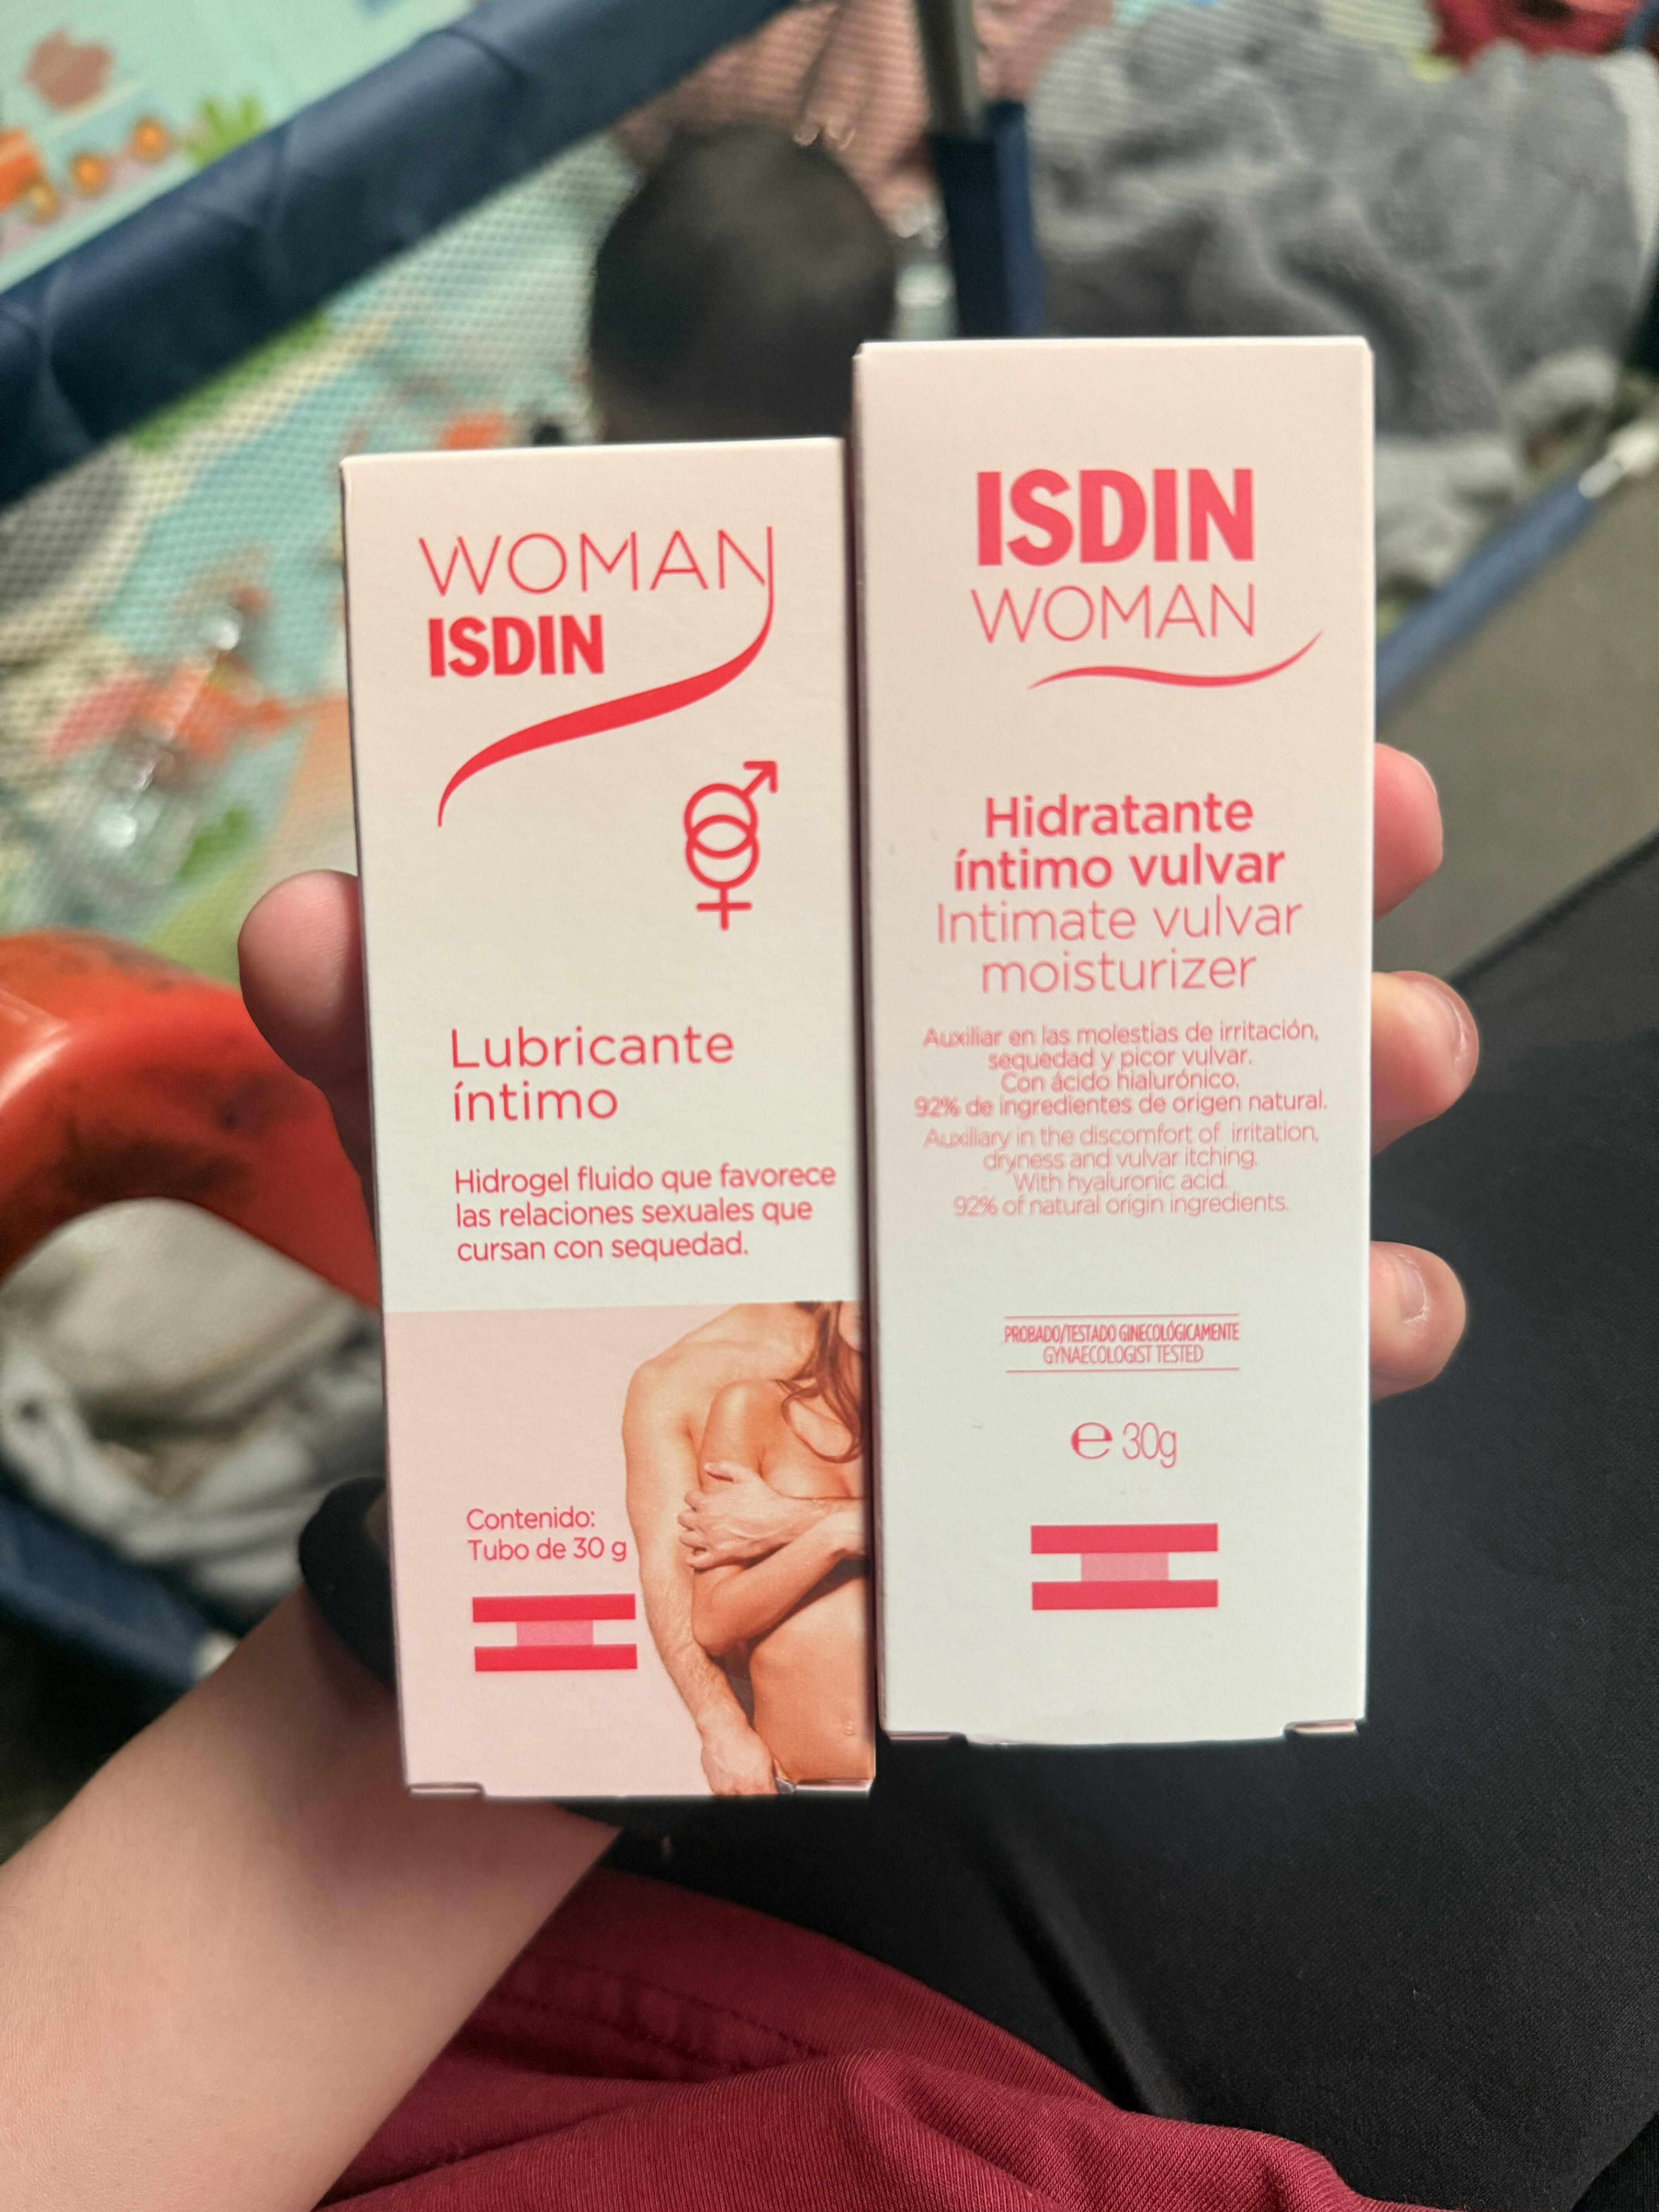 WOMAN
ISDIN
Lubricante
íntimo
Hidrogel fluido que favorece
las relaciones sexuales que
cursan con sequedad.
Contenido:
Tubo de 30 g
ISDIN
WOMAN
Hidratante
íntimo vulvar
Intimate vulvar
moisturizer
Auxiliar en las molestias de irritación,
sequedad y picor vulvar.
Con ácido hialurónico.
92% de ingredientes de origen natural.
Auxiliary in the discomfort of irritation,
dryness and vulvar itching.
With hyaluronic acid.
92% of natural origin ingredients.
PROBADO/TESTADO GINECOLÓGICAMENTE
GYNAECOLOGIST TESTED
℮ 30g